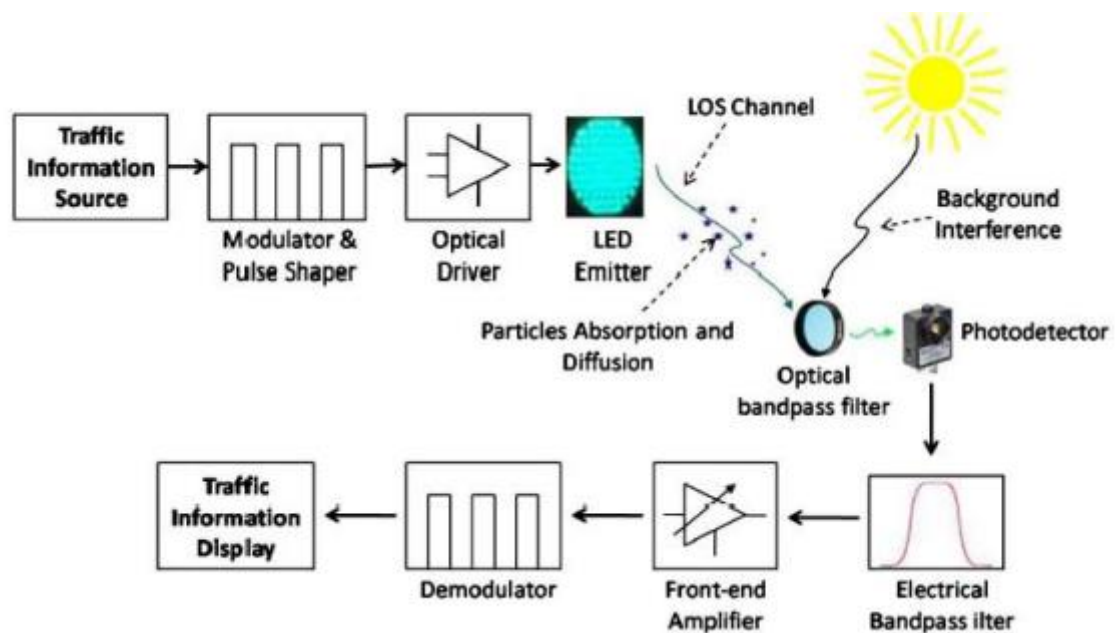 Traffic
Information
Source
Modulator &
Pulse Shaper
Optical
Driver
LED
Emitter
LOS Channel
Background
Interference
Particles Absorption and
Diffusion
Optical
bandpass filter
Photodetector
Traffic
Information
Display
Demodulator
Front-end
Amplifier
Electrical
Bandpass ilter